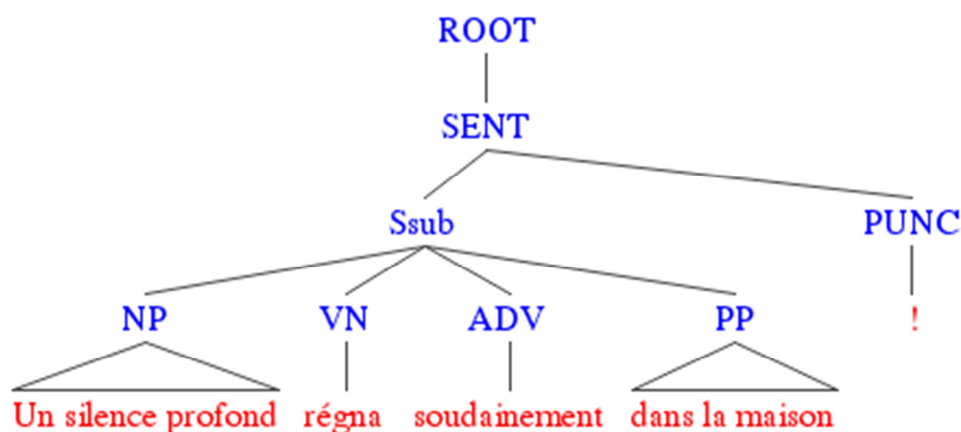 ROOT
SENT
Ssub PUNC
NP VN ADV PP !
Un silence profond régna soudainement dans la maison